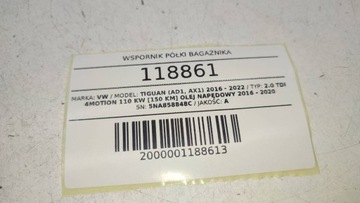 WSPORNIK PÓŁKI BAGAŻNIKA
118861
MARKA: VW / MODEL: TIGUAN (AD1, AX1) 2016 - 2022 / TYP: 2.0 TDI
4MOTION 110 KW [150 KM] OLEJ NAPĘDOWY 2016 - 2020
SN: 5NA858848C / JAKOŚĆ: A
2000001188613